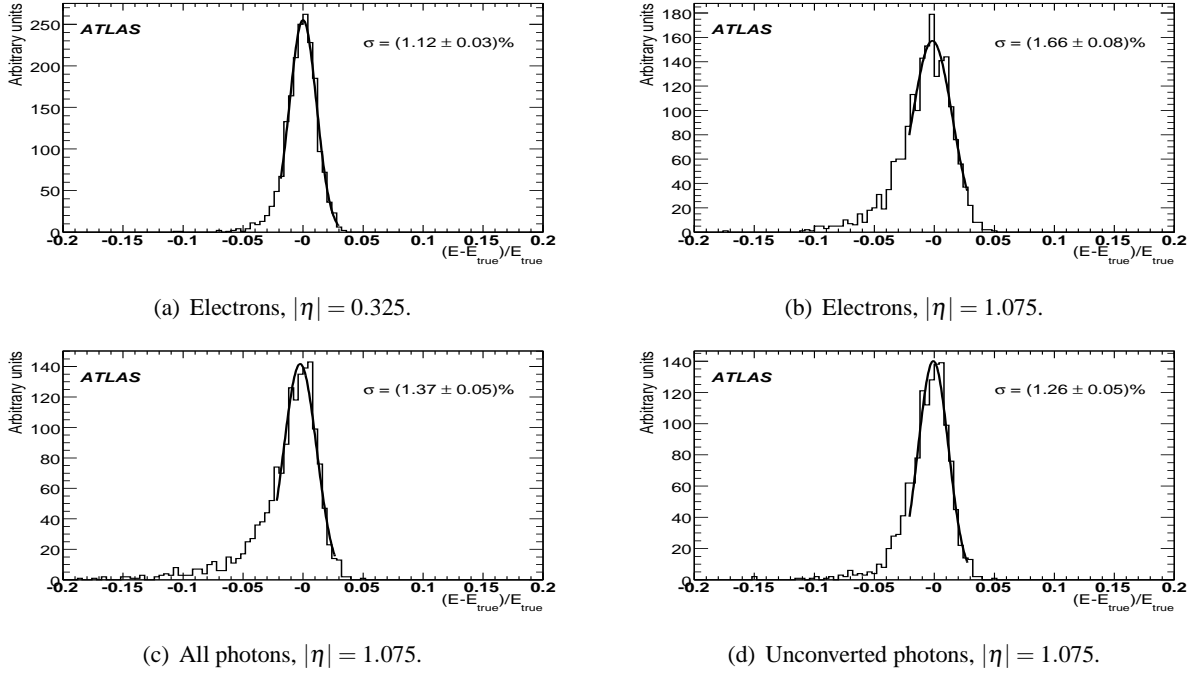 Arbitrary units
ATLAS
σ = (1.12 ± 0.03)%
250
200
150
100
50
0
-0.2 -0.15 -0.1 -0.05 -0 0.05 0.1 0.15 0.2
(E-E_true)/E_true
(a) Electrons, |η| = 0.325.
Arbitrary units
ATLAS
σ = (1.66 ± 0.08)%
180
160
140
120
100
80
60
40
20
0
-0.2 -0.15 -0.1 -0.05 -0 0.05 0.1 0.15 0.2
(E-E_true)/E_true
(b) Electrons, |η| = 1.075.
Arbitrary units
ATLAS
σ = (1.37 ± 0.05)%
140
120
100
80
60
40
20
0
-0.2 -0.15 -0.1 -0.05 -0 0.05 0.1 0.15 0.2
(E-E_true)/E_true
(c) All photons, |η| = 1.075.
Arbitrary units
ATLAS
σ = (1.26 ± 0.05)%
140
120
100
80
60
40
20
0
-0.2 -0.15 -0.1 -0.05 -0 0.05 0.1 0.15 0.2
(E-E_true)/E_true
(d) Unconverted photons, |η| = 1.075.